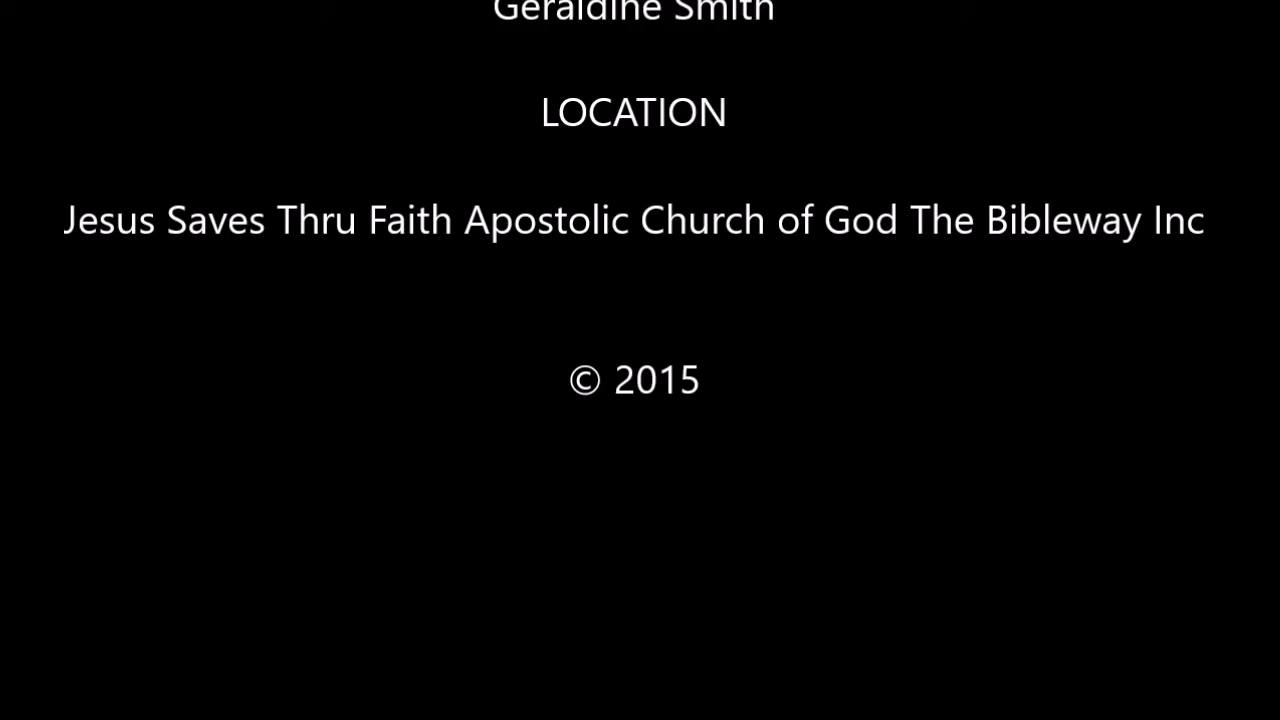 Geraldine Smith
LOCATION
Jesus Saves Thru Faith Apostolic Church of God The Bibleway Inc
© 2015